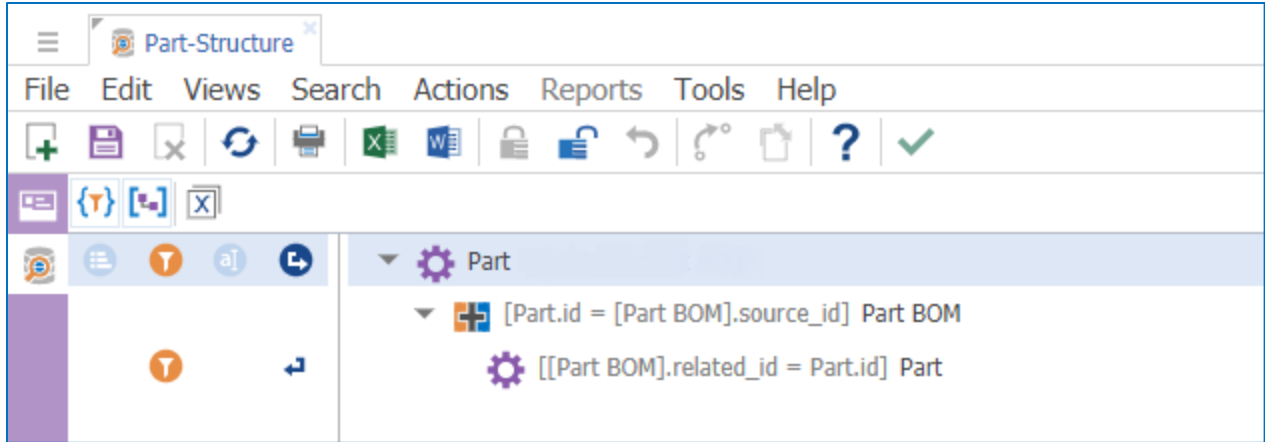 Part-Structure
File Edit Views Search Actions Reports Tools Help
Part
[Part.id = [Part BOM].source_id] Part BOM
[[Part BOM].related_id = Part.id] Part